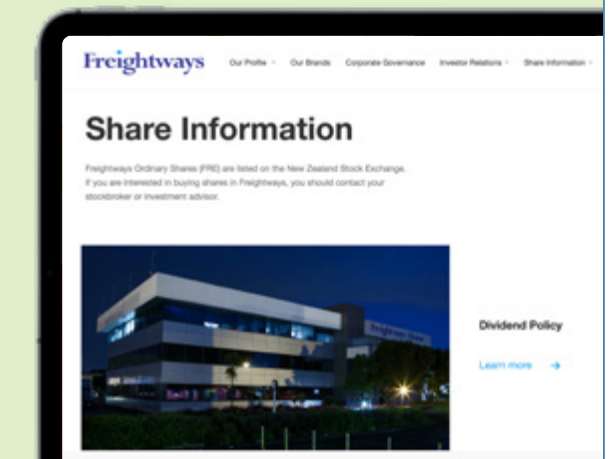 Freightways
Our Profile
Our Brands
Corporate Governance
Investor Relations
Share Information
Share Information
Freightways Ordinary Shares (FRE) are listed on the New Zealand Stock Exchange.
If you are interested in buying shares in Freightways, you should contact your
stockbroker or investment advisor.
Freightways House
Dividend Policy
Learn more →